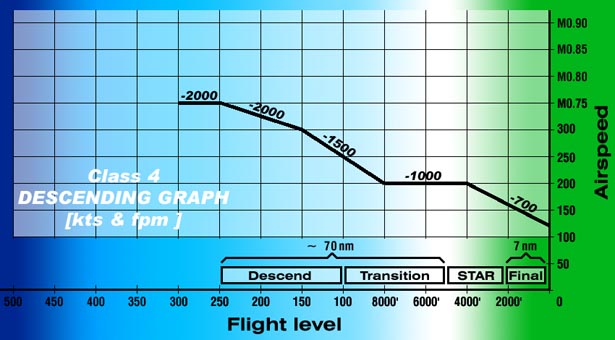 M0.90
M0.85
M0.80
-2000
-2000
M0.75
-1500
300
Class 4
DESCENDING GRAPH
[kts & fpm ]
-1000
200
-700
150
100
Airspeed
~ 70 nm
7 nm
50
Descend
Transition
STAR
Final
500 450 400 350 300 250 200 150 100 8000' 6000' 4000' 2000' 0
Flight level